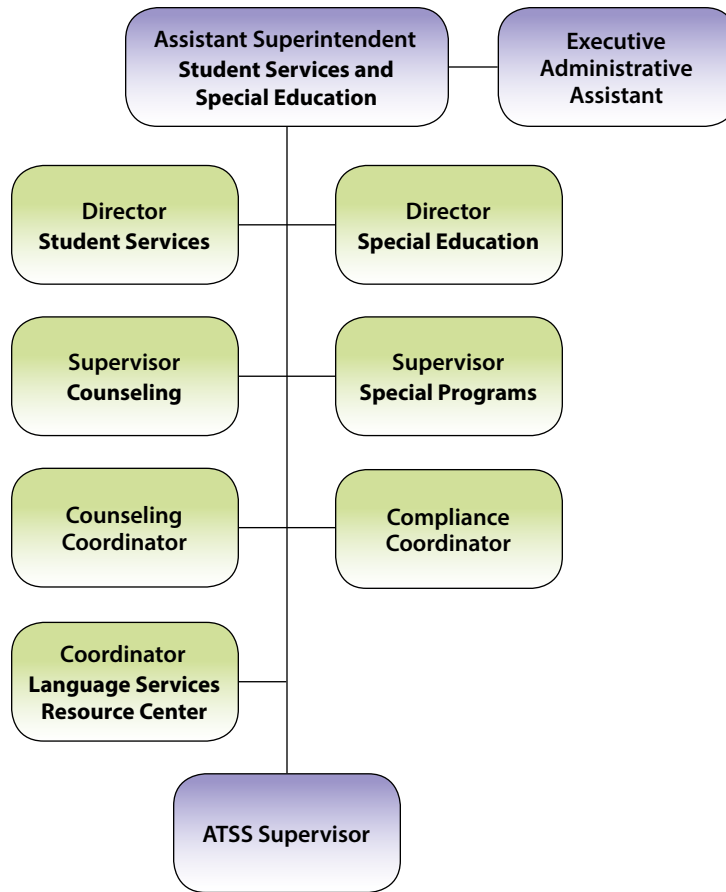 Assistant Superintendent
Student Services and
Special Education
Executive
Administrative
Assistant
Director
Student Services
Director
Special Education
Supervisor
Counseling
Supervisor
Special Programs
Counseling
Coordinator
Compliance
Coordinator
Coordinator
Language Services
Resource Center
ATSS Supervisor